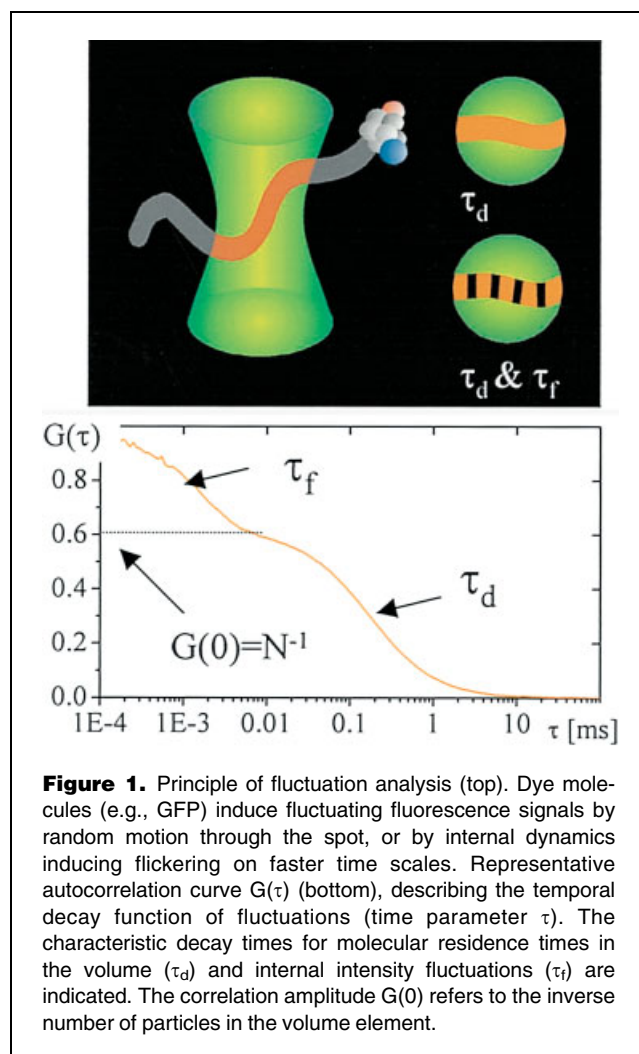 τd
τd & τf
G(τ)
0.8
0.6
0.4
0.2
0.0
τf
τd
G(0)=N-1
1E-4 1E-3 0.01 0.1 1 10 τ [ms]
Figure 1. Principle of fluctuation analysis (top). Dye mole-
cules (e.g., GFP) induce fluctuating fluorescence signals by
random motion through the spot, or by internal dynamics
inducing flickering on faster time scales. Representative
autocorrelation curve G(τ) (bottom), describing the temporal
decay function of fluctuations (time parameter τ). The
characteristic decay times for molecular residence times in
the volume (τd) and internal intensity fluctuations (τf) are
indicated. The correlation amplitude G(0) refers to the inverse
number of particles in the volume element.